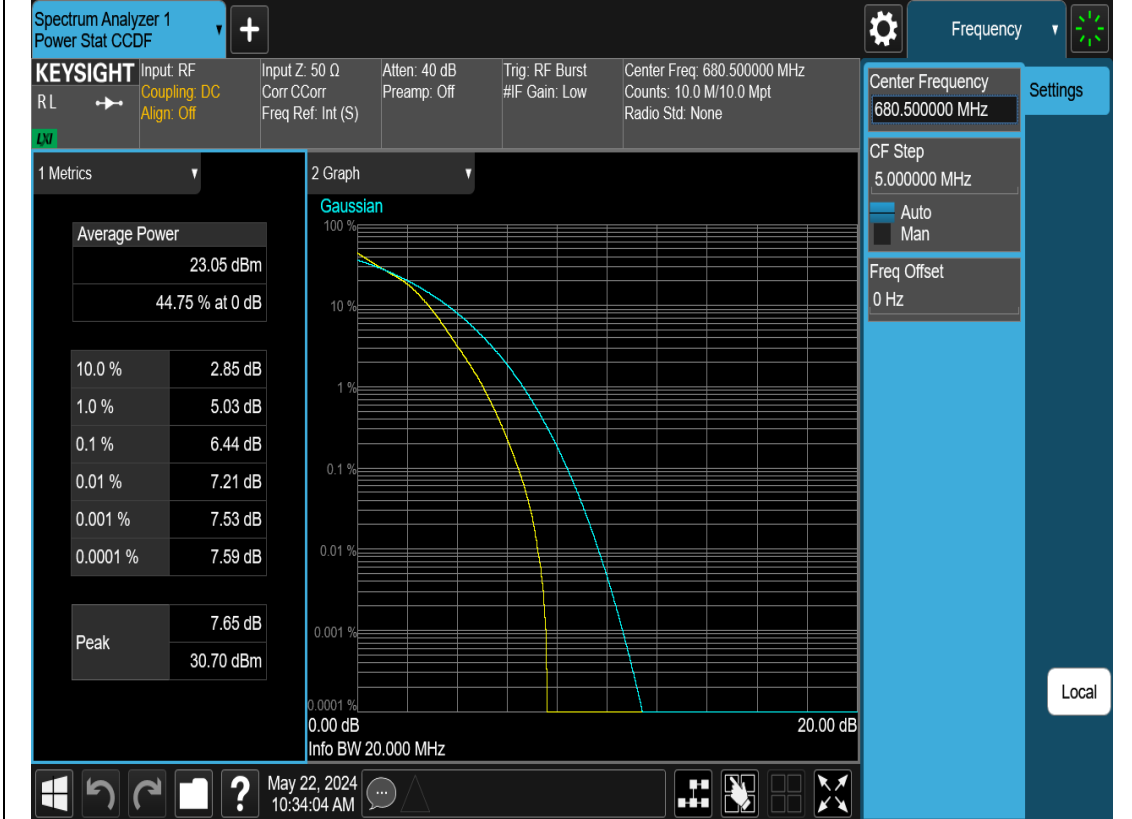 Spectrum Analyzer 1
Power Stat CCDF
Frequency
KEYSIGHT
RL
LXI
Input: RF
Coupling: DC
Align: Off
Input Z: 50 Ω
Corr CCorr
Freq Ref: Int (S)
Atten: 40 dB
Preamp: Off
Trig: RF Burst
#IF Gain: Low
Center Freq: 680.500000 MHz
Counts: 10.0 M/10.0 Mpt
Radio Std: None
Center Frequency
680.500000 MHz
Settings
CF Step
5.000000 MHz
Auto
Man
Freq Offset
0 Hz
1 Metrics
Average Power
23.05 dBm
44.75 % at 0 dB
10.0 % 2.85 dB
1.0 % 5.03 dB
0.1 % 6.44 dB
0.01 % 7.21 dB
0.001 % 7.53 dB
0.0001 % 7.59 dB
Peak 7.65 dB
30.70 dBm
2 Graph
Gaussian
100 %
10 %
1 %
0.1 %
0.01 %
0.001 %
0.0001 %
0.00 dB 20.00 dB
Info BW 20.000 MHz
Local
?
May 22, 2024
10:34:04 AM